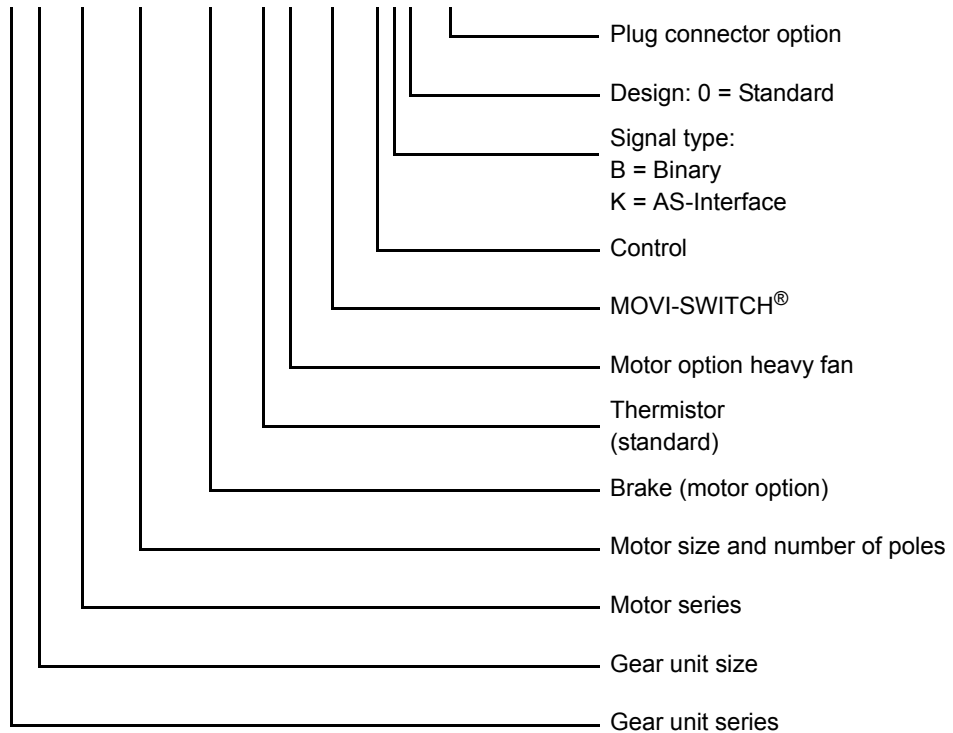 Plug connector option
Design: 0 = Standard
Signal type:
B = Binary
K = AS-Interface
Control
MOVI-SWITCH®
Motor option heavy fan
Thermistor
(standard)
Brake (motor option)
Motor size and number of poles
Motor series
Gear unit size
Gear unit series